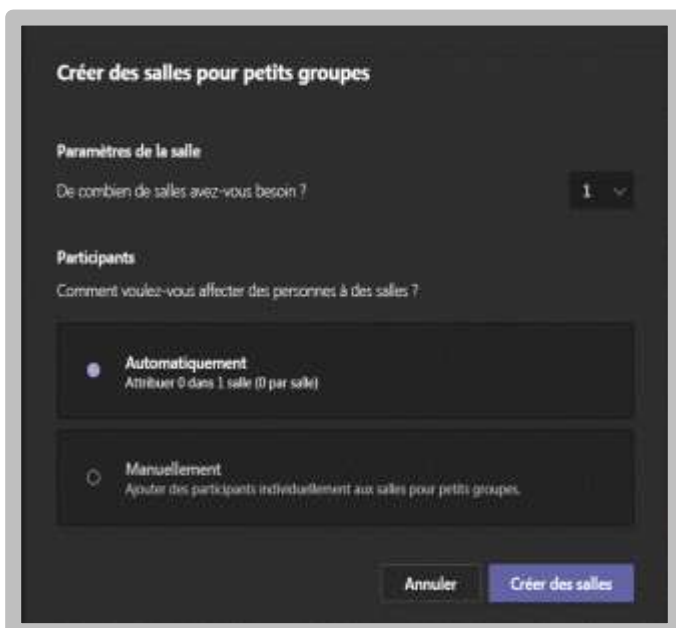 Créer des salles pour petits groupes
Paramètres de la salle
De combien de salles avez-vous besoin ?
1
Participants
Comment voulez-vous affecter des personnes à des salles ?
Automatiquement
Attribuer 0 dans 1 salle (0 par salle)
Manuellement
Ajouter des participants individuellement aux salles pour petits groupes.
Annuler
Créer des salles